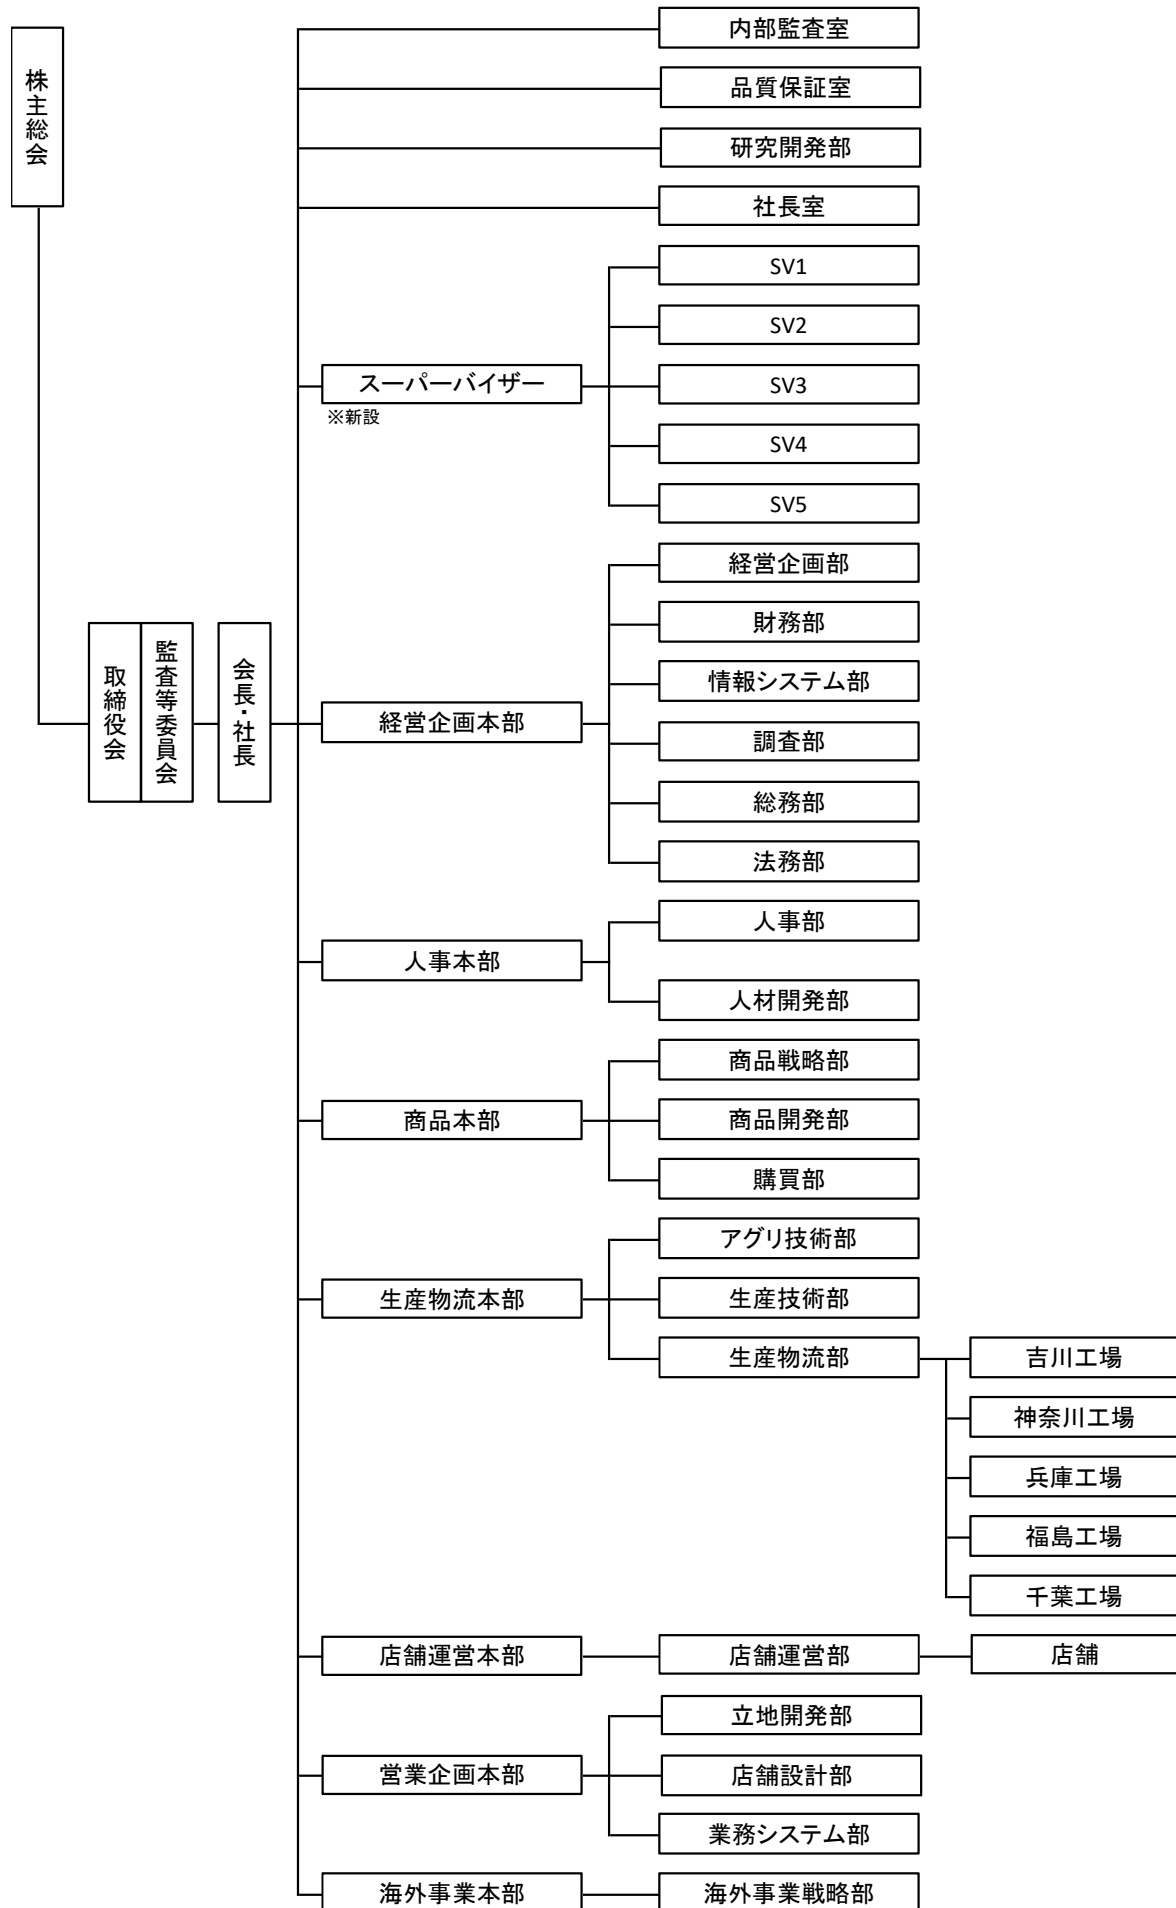 株主総会
取締役会
監査等委員会
会長・社長
内部監査室
品質保証室
研究開発部
社長室
スーパーバイザー
※新設
SV1
SV2
SV3
SV4
SV5
経営企画本部
経営企画部
財務部
情報システム部
調査部
総務部
法務部
人事本部
人事部
人材開発部
商品本部
商品戦略部
商品開発部
購買部
生産物流本部
アグリ技術部
生産技術部
生産物流部
吉川工場
神奈川工場
兵庫工場
福島工場
千葉工場
店舗運営本部
店舗運営部
店舗
営業企画本部
立地開発部
店舗設計部
業務システム部
海外事業本部
海外事業戦略部